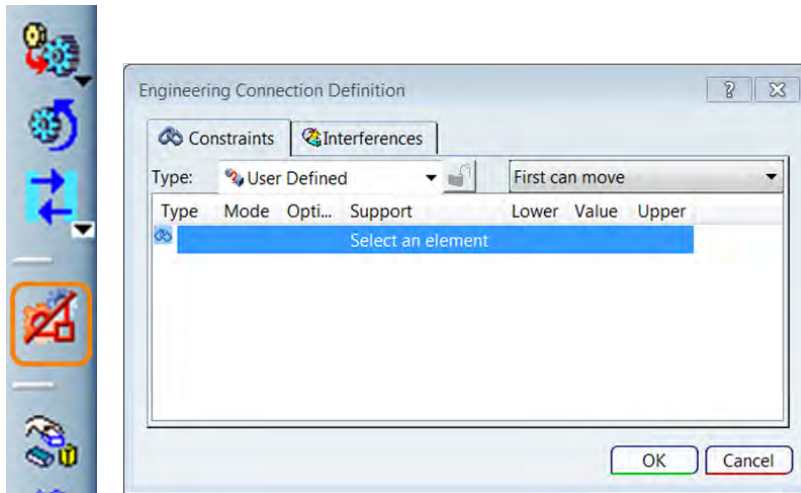 Engineering Connection Definition
Constraints Interferences
Type: User Defined First can move
Type Mode Opti... Support Lower Value Upper
Select an element
OK Cancel